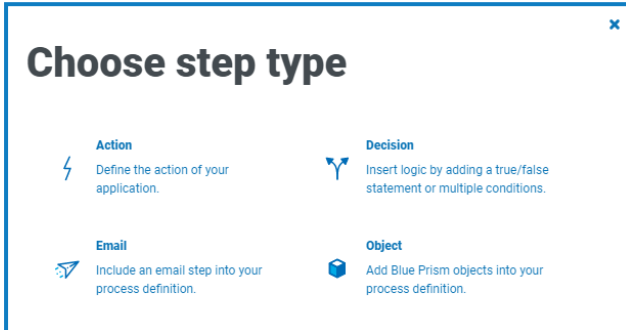 Choose step type
Action
Define the action of your
application.
Decision
Insert logic by adding a true/false
statement or multiple conditions.
Email
Include an email step into your
process definition.
Object
Add Blue Prism objects into your
process definition.